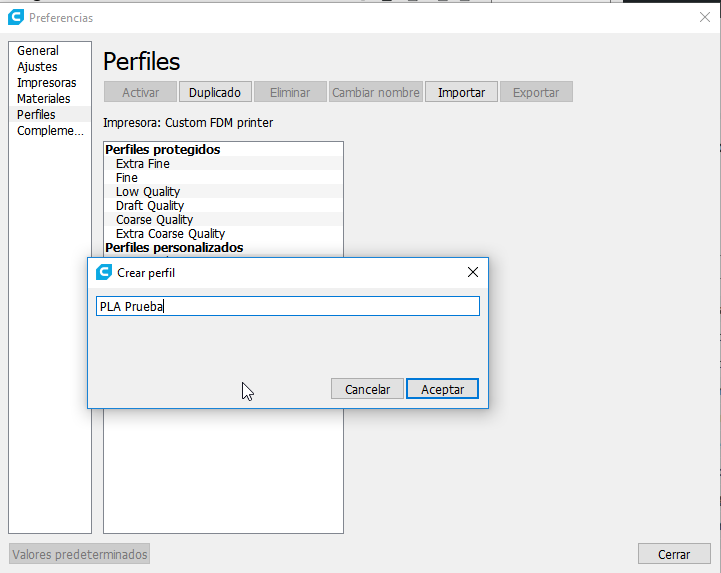 Preferencias
General
Ajustes
Impresoras
Materiales
Perfiles
Compleme...
Perfiles
Activar Duplicado Eliminar Cambiar nombre Importar Exportar
Impresora: Custom FDM printer
Perfiles protegidos
Extra Fine
Fine
Low Quality
Draft Quality
Coarse Quality
Extra Coarse Quality
Perfiles personalizados
Crear perfil
PLA Prueba
Cancelar Aceptar
Valores predeterminados Cerrar